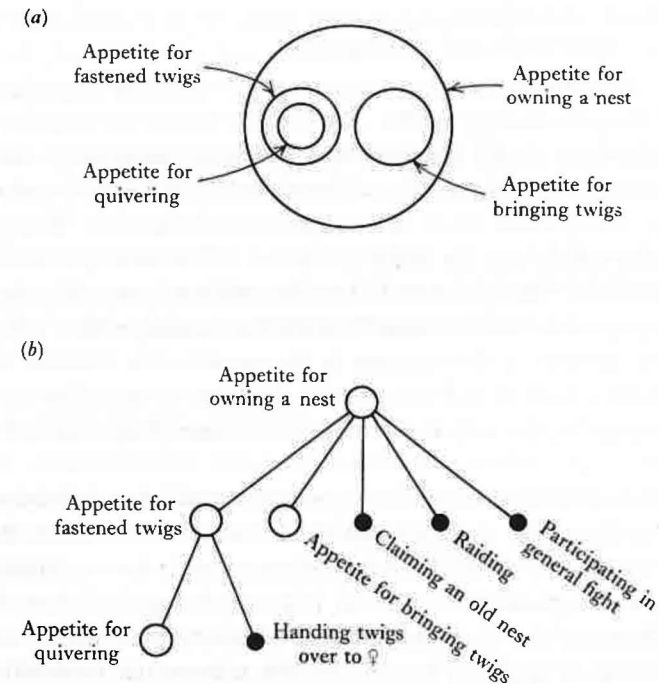 (a)
Appetite for
fastened twigs
Appetite for
owning a nest
Appetite for
quivering
Appetite for
bringing twigs
(b)
Appetite for
owning a nest
Appetite for
fastened twigs
Appetite for bringing twigs
Claiming an old nest
Raiding
Participating in
general fight
Appetite for
quivering
Handing twigs
over to ♀